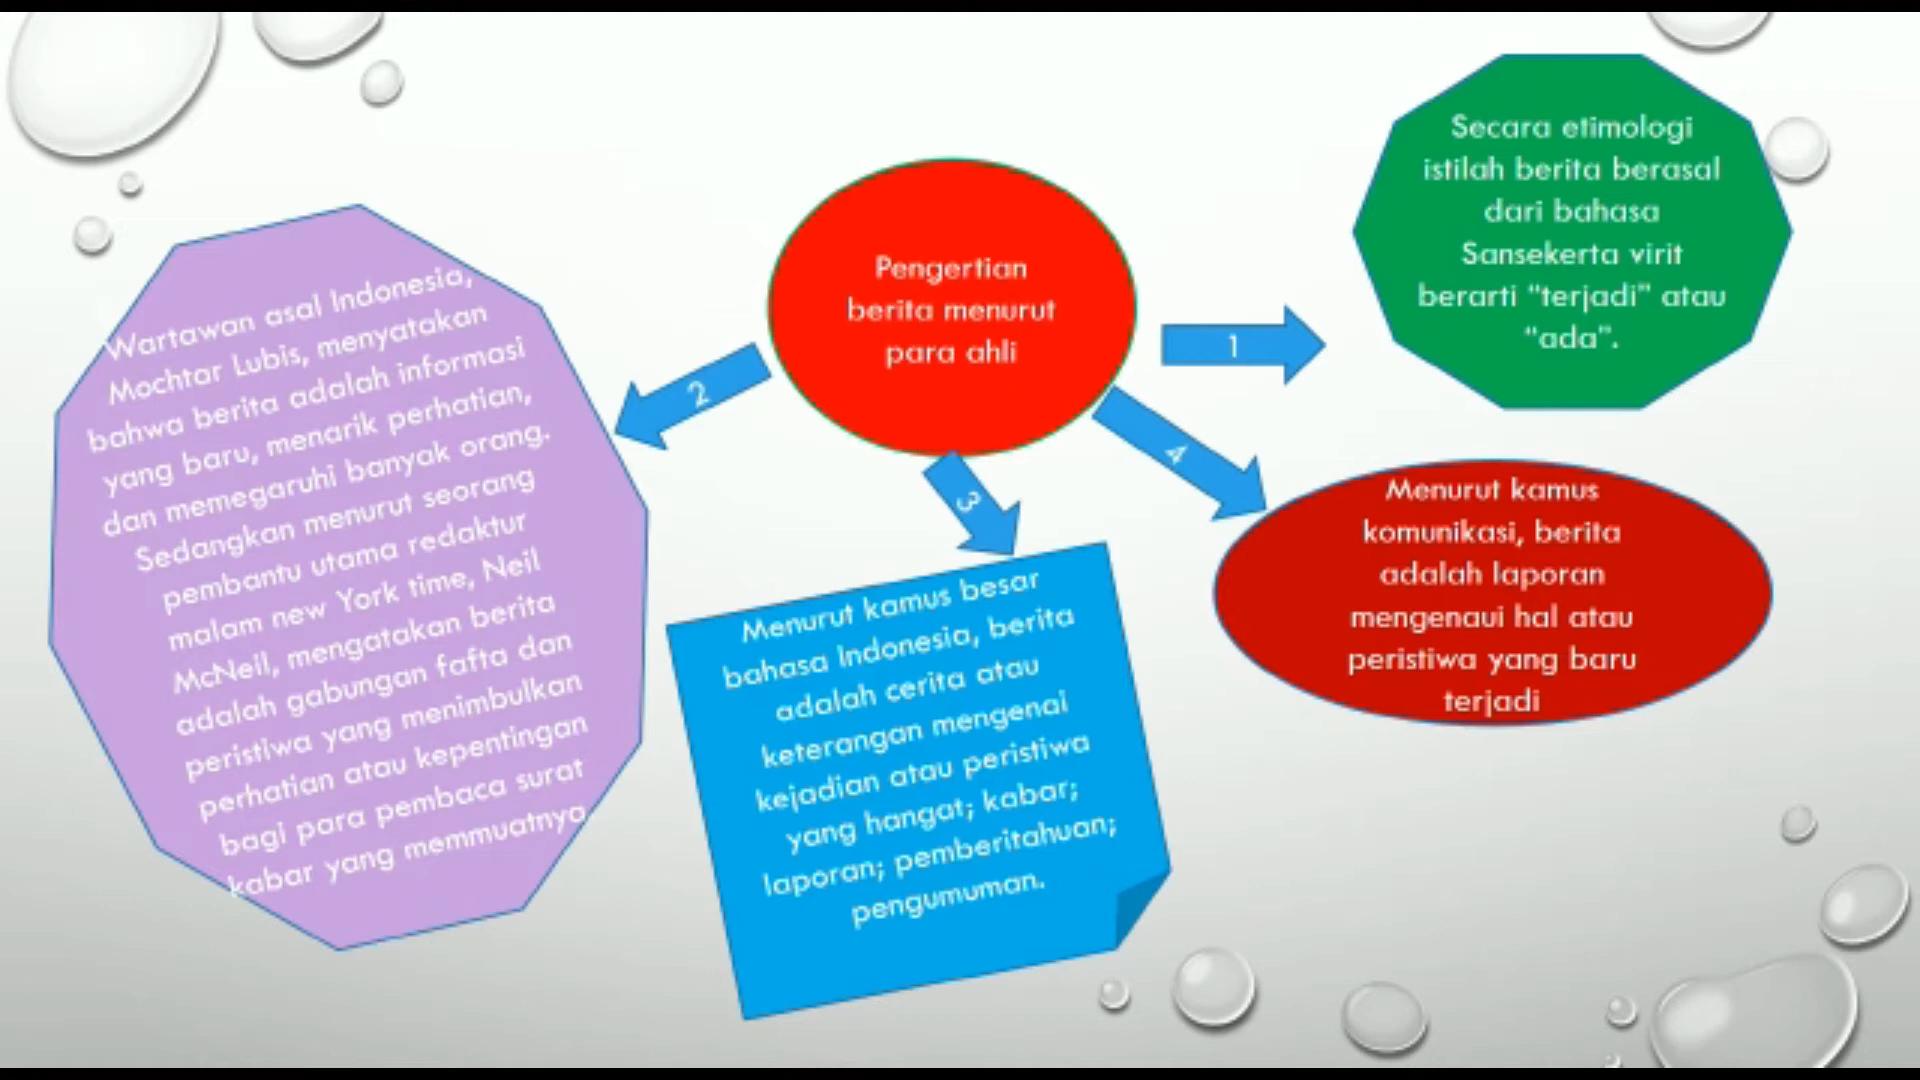 Pengertian
berita menurut
para ahli
1
Secara etimologi
istilah berita berasal
dari bahasa
Sansekerta virit
berarti “terjadi” atau
“ada”.
2
Wartawan asal Indonesia,
Mochtar Lubis, menyatakan
bahwa berita adalah informasi
yang baru, menarik perhatian,
dan memegaruhi banyak orang.
Sedangkan menurut seorang
pembantu utama redaktur
malam new York time, Neil
McNeil, mengatakan berita
adalah gabungan fafta dan
peristiwa yang menimbulkan
perhatian atau kepentingan
bagi para pembaca surat
kabar yang memmuatnya
3
Menurut kamus besar
bahasa Indonesia, berita
adalah cerita atau
keterangan mengenai
kejadian atau peristiwa
yang hangat; kabar;
laporan; pemberitahuan;
pengumuman.
4
Menurut kamus
komunikasi, berita
adalah laporan
mengenaui hal atau
peristiwa yang baru
terjadi